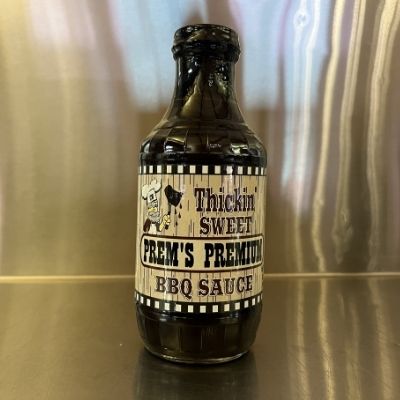 Thickin'
SWEET
PREM'S PREMIUM
BBQ SAUCE